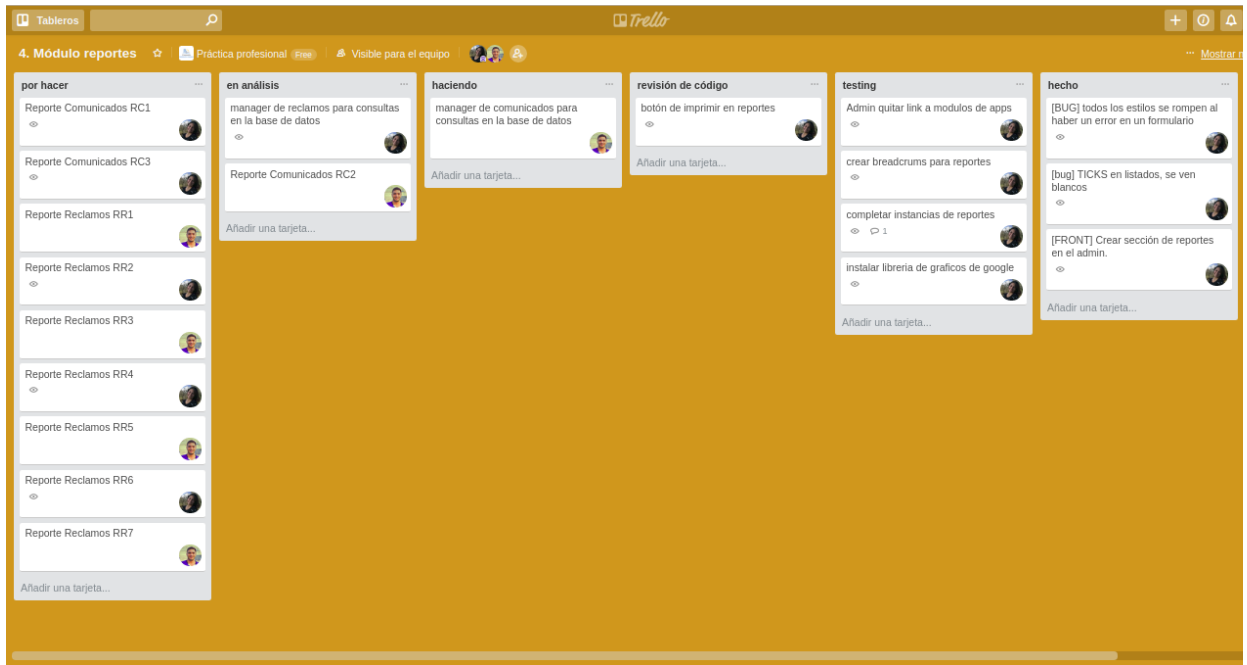 Tableros
Trello
4. Módulo reportes
Práctica profesional Free
Visible para el equipo
... Mostrar
por hacer ...
Reporte Comunicados RC1
Reporte Comunicados RC3
Reporte Reclamos RR1
Reporte Reclamos RR2
Reporte Reclamos RR3
Reporte Reclamos RR4
Reporte Reclamos RR5
Reporte Reclamos RR6
Reporte Reclamos RR7
Añadir una tarjeta...
en análisis ...
manager de reclamos para consultas
en la base de datos
Reporte Comunicados RC2
Añadir una tarjeta...
haciendo ...
manager de comunicados para
consultas en la base de datos
Añadir una tarjeta...
revisión de código ...
botón de imprimir en reportes
Añadir una tarjeta...
testing ...
Admin quitar link a modulos de apps
crear breadcrums para reportes
completar instancias de reportes
1
instalar libreria de graficos de google
Añadir una tarjeta...
hecho ...
[BUG] todos los estilos se rompen al
haber un error en un formulario
[bug] TICKS en listados, se ven
blancos
[FRONT] Crear sección de reportes
en el admin.
Añadir una tarjeta...